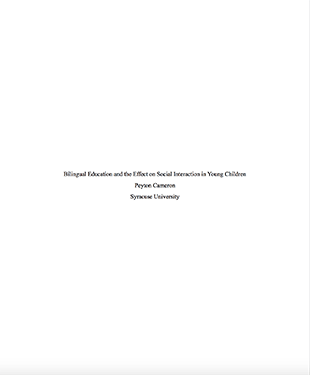 Bilingual Education and the Effect on Social Interaction in Young Children
Peyton Cameron
Syracuse University